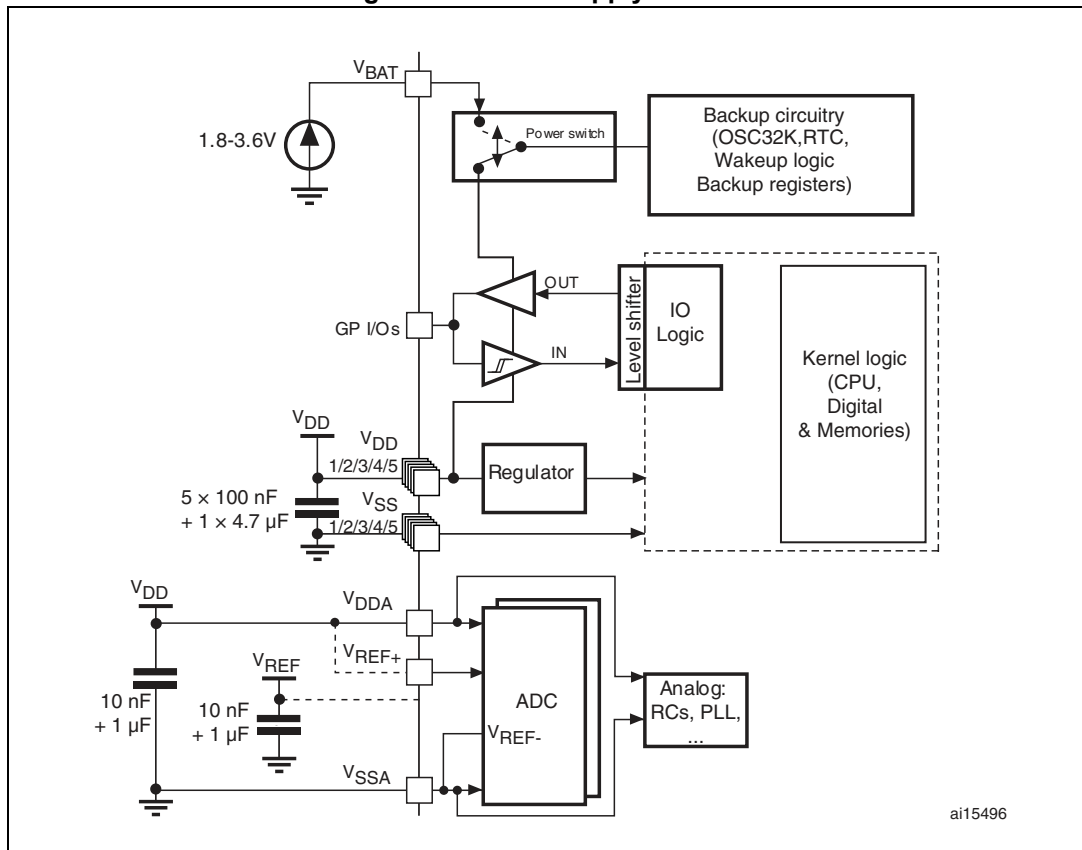 V_BAT
1.8-3.6V
Power switch
Backup circuitry
(OSC32K,RTC,
Wakeup logic
Backup registers)
OUT
GP I/Os
IN
Level shifter
IO
Logic
Kernel logic
(CPU,
Digital
& Memories)
V_DD
V_DD
1/2/3/4/5
Regulator
5 × 100 nF
+ 1 × 4.7 µF
V_SS
1/2/3/4/5
V_DD
V_DDA
V_REF+
V_REF
10 nF
+ 1 µF
10 nF
+ 1 µF
ADC
V_REF-
Analog:
RCs, PLL,
...
V_SSA
ai15496